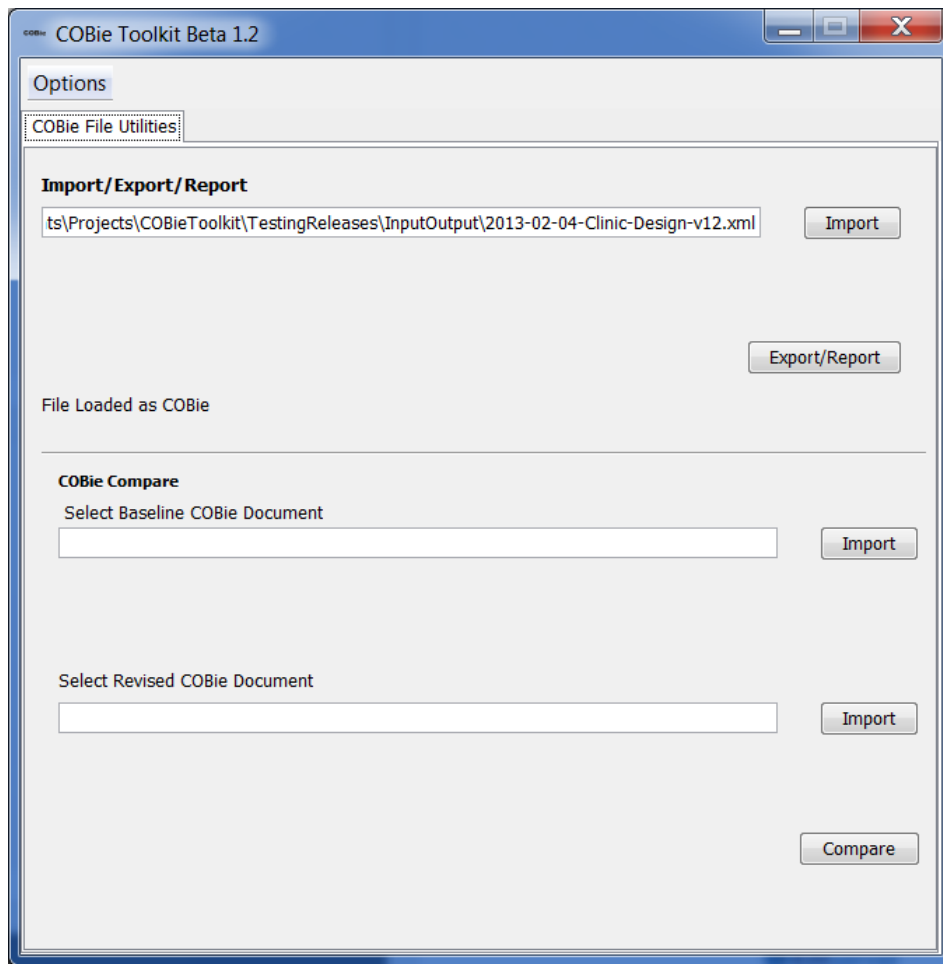 COBie COBie Toolkit Beta 1.2
Options
COBie File Utilities
Import/Export/Report
ts\Projects\COBieToolkit\TestingReleases\InputOutput\2013-02-04-Clinic-Design-v12.xml Import
Export/Report
File Loaded as COBie
COBie Compare
Select Baseline COBie Document
Import
Select Revised COBie Document
Import
Compare